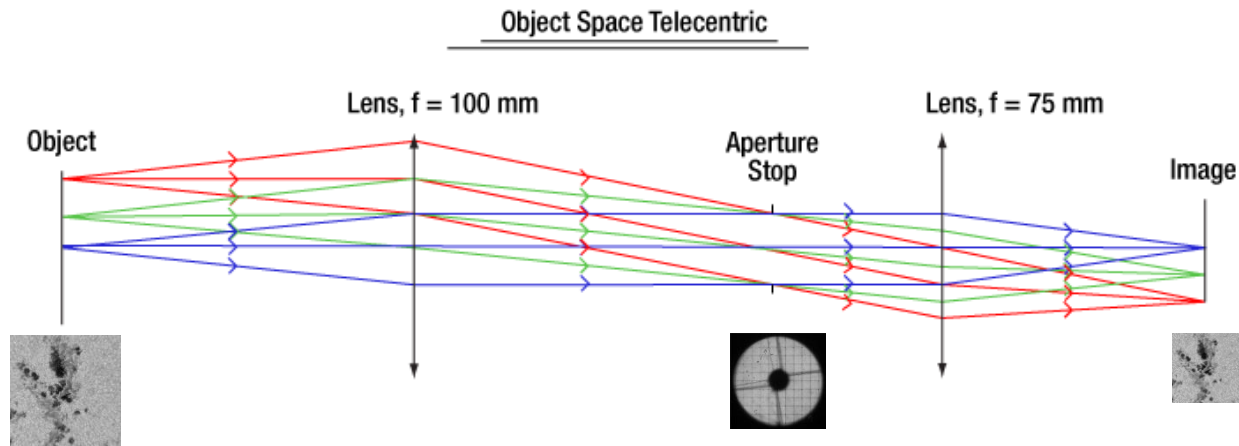 Object Space Telecentric
Lens, f = 100 mm
Lens, f = 75 mm
Object
Aperture
Stop
Image